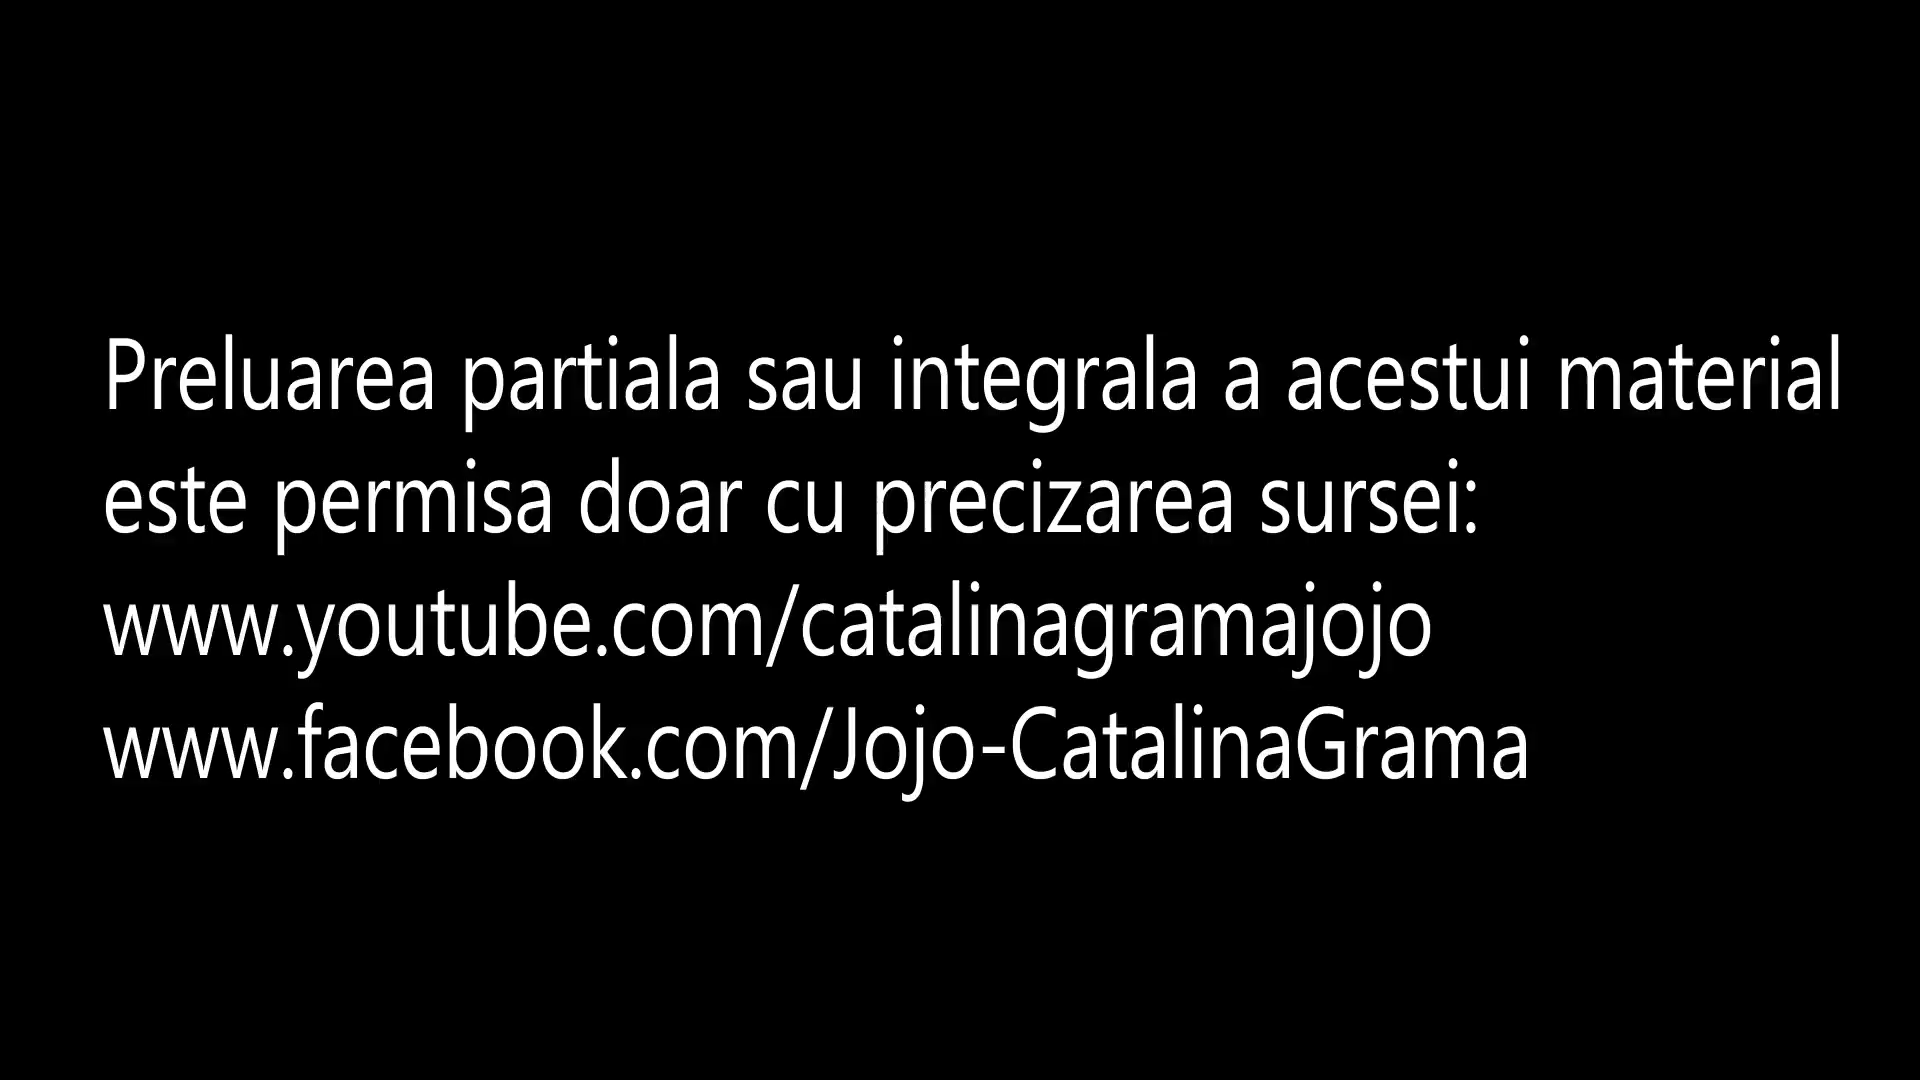 Preluarea partiala sau integrala a acestui material
este permisa doar cu precizarea sursei:
www.youtube.com/catalinagramajojo
www.facebook.com/Jojo-CatalinaGrama